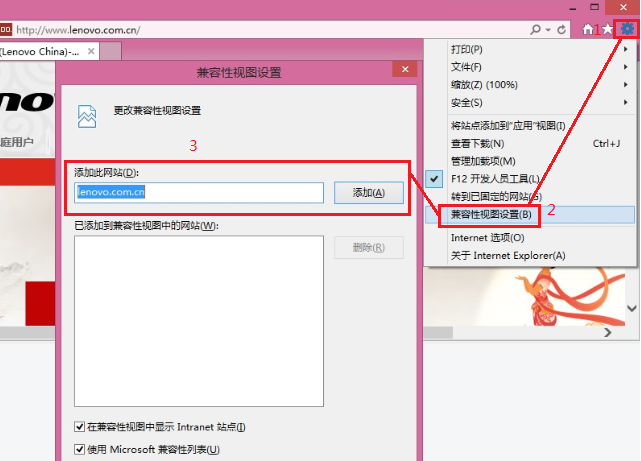 http://www.lenovo.com.cn/
1
(Lenovo China)-...
打印(P)
文件(F)
缩放(Z) (100%)
安全(S)
将站点添加到“应用”视图(I)
查看下载(N) Ctrl+J
管理加载项(M)
F12 开发人员工具(L)
转到已固定的网站(G)
兼容性视图设置(B)
2
Internet 选项(O)
关于 Internet Explorer(A)
庭用户
兼容性视图设置
更改兼容性视图设置
3
添加此网站(D):
lenovo.com.cn
添加(A)
已添加到兼容性视图中的网站(W):
删除(R)
在兼容性视图中显示 Intranet 站点(I)
使用 Microsoft 兼容性列表(U)